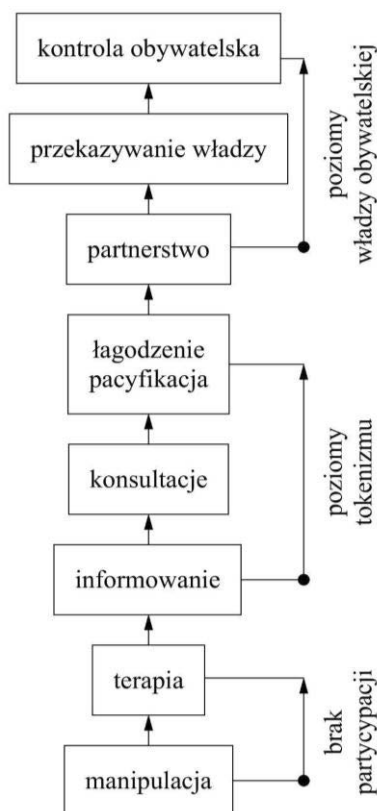 kontrola obywatelska
przekazywanie władzy
partnerstwo
poziomy
władzy obywatelskiej
łagodzenie
pacyfikacja
konsultacje
informowanie
poziomy
tokenizmu
terapia
manipulacja
brak
partycypacji